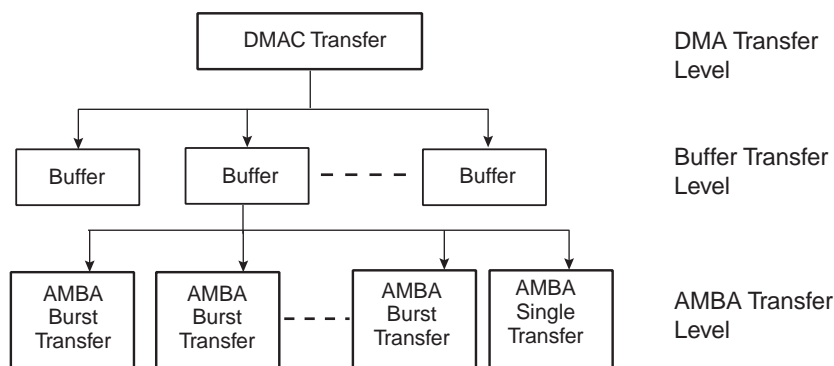 DMAC Transfer
DMA Transfer
Level
Buffer
Buffer
Buffer
Buffer Transfer
Level
AMBA
Burst
Transfer
AMBA
Burst
Transfer
AMBA
Burst
Transfer
AMBA
Single
Transfer
AMBA Transfer
Level